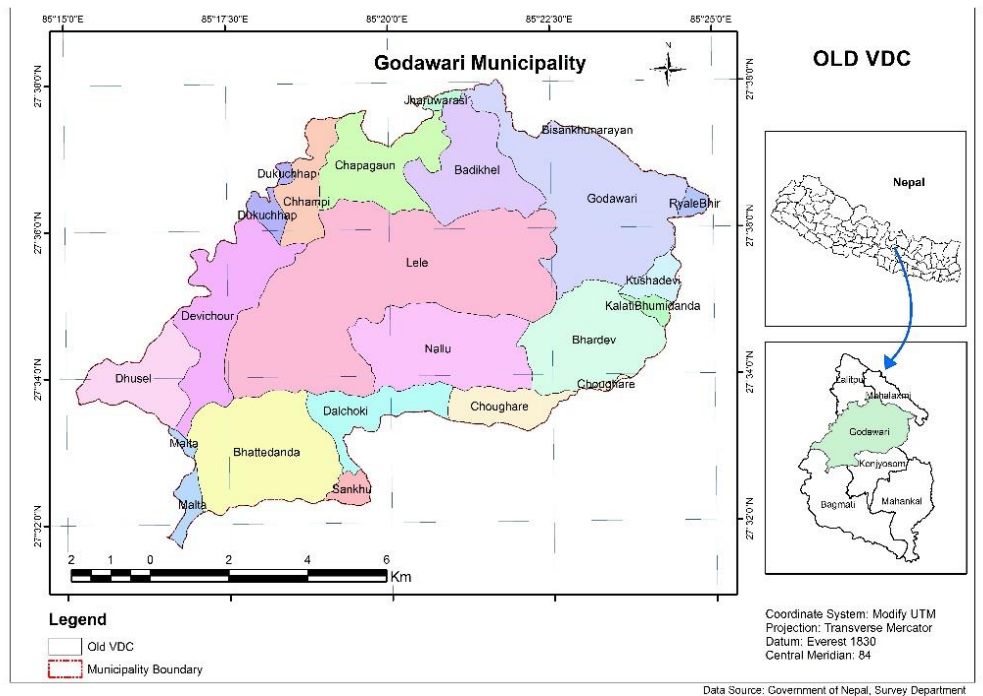 85°15'0"E 85°17'30"E 85°20'0"E 85°22'30"E 85°25'0"E
Godawari Municipality
N
OLD VDC
27°38'0"N
27°38'0"N
Jharuwarasi
Bisankhunarayan
Chapagaun
Badikhel
Dukuchhap
Godawari
Chhampi
RyaleBhir
Dukuchhap
27°36'0"N
27°36'0"N
Lele
Kushadevi
KalatiBhumidanda
Devichour
Bhardev
Nallu
Dhusel
Choughare
27°34'0"N
27°34'0"N
Dalchoki
Choughare
Malta
Bhattedanda
Sankhu
Malta
27°32'0"N
27°32'0"N
2 1 0 2 4 6
Km
Nepal
Lalitpur
Mahalaxmi
Godawari
Konjyosom
Bagmati
Mahankal
Legend
Old VDC
Municipality Boundary
Coordinate System: Modify UTM
Projection: Transverse Mercator
Datum: Everest 1830
Central Meridian: 84
Data Source: Government of Nepal, Survey Department